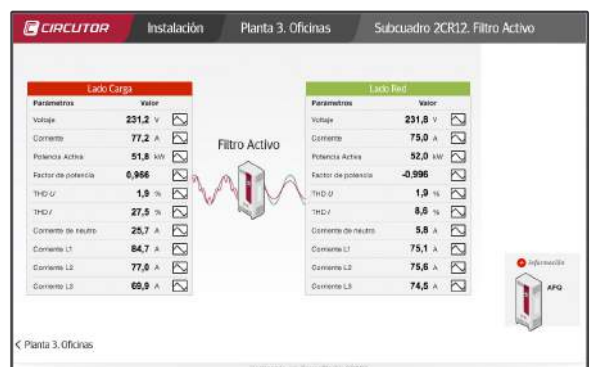 CIRCUTOR Instalación Planta 3. Oficinas Subcuadro 2CR12. Filtro Activo
Lado Carga
Parámetros Valor
Voltaje 231,2 V
Corriente 77,2 A
Potencia Activa 51,8 kW
Factor de potencia 0,966
THD U 1,9 %
THD I 27,5 %
Corriente de neutro 25,7 A
Corriente L1 84,7 A
Corriente L2 77,0 A
Corriente L3 69,9 A
Filtro Activo
Lado Red
Parámetros Valor
Voltaje 231,8 V
Corriente 75,0 A
Potencia Activa 52,0 kW
Factor de potencia -0,996
THD U 1,9 %
THD I 8,6 %
Corriente de neutro 5,8 A
Corriente L1 75,1 A
Corriente L2 75,6 A
Corriente L3 74,5 A
Información
AFQ
< Planta 3. Oficinas